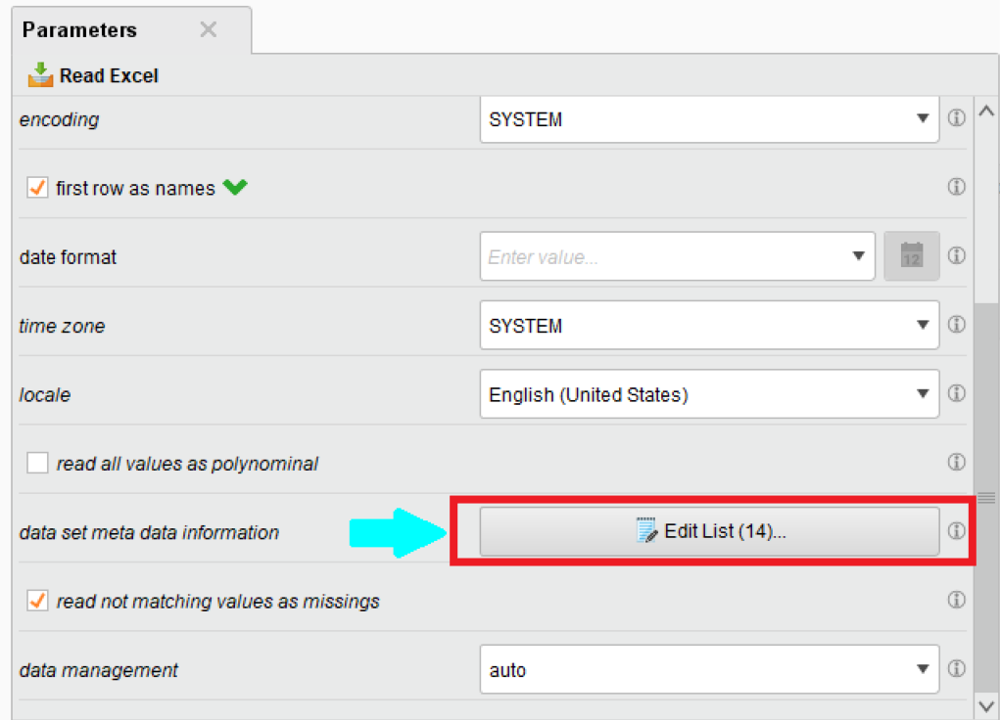 Parameters
Read Excel
encoding SYSTEM
first row as names
date format Enter value... 12
time zone SYSTEM
locale English (United States)
read all values as polynominal
data set meta data information Edit List (14)...
read not matching values as missings
data management auto